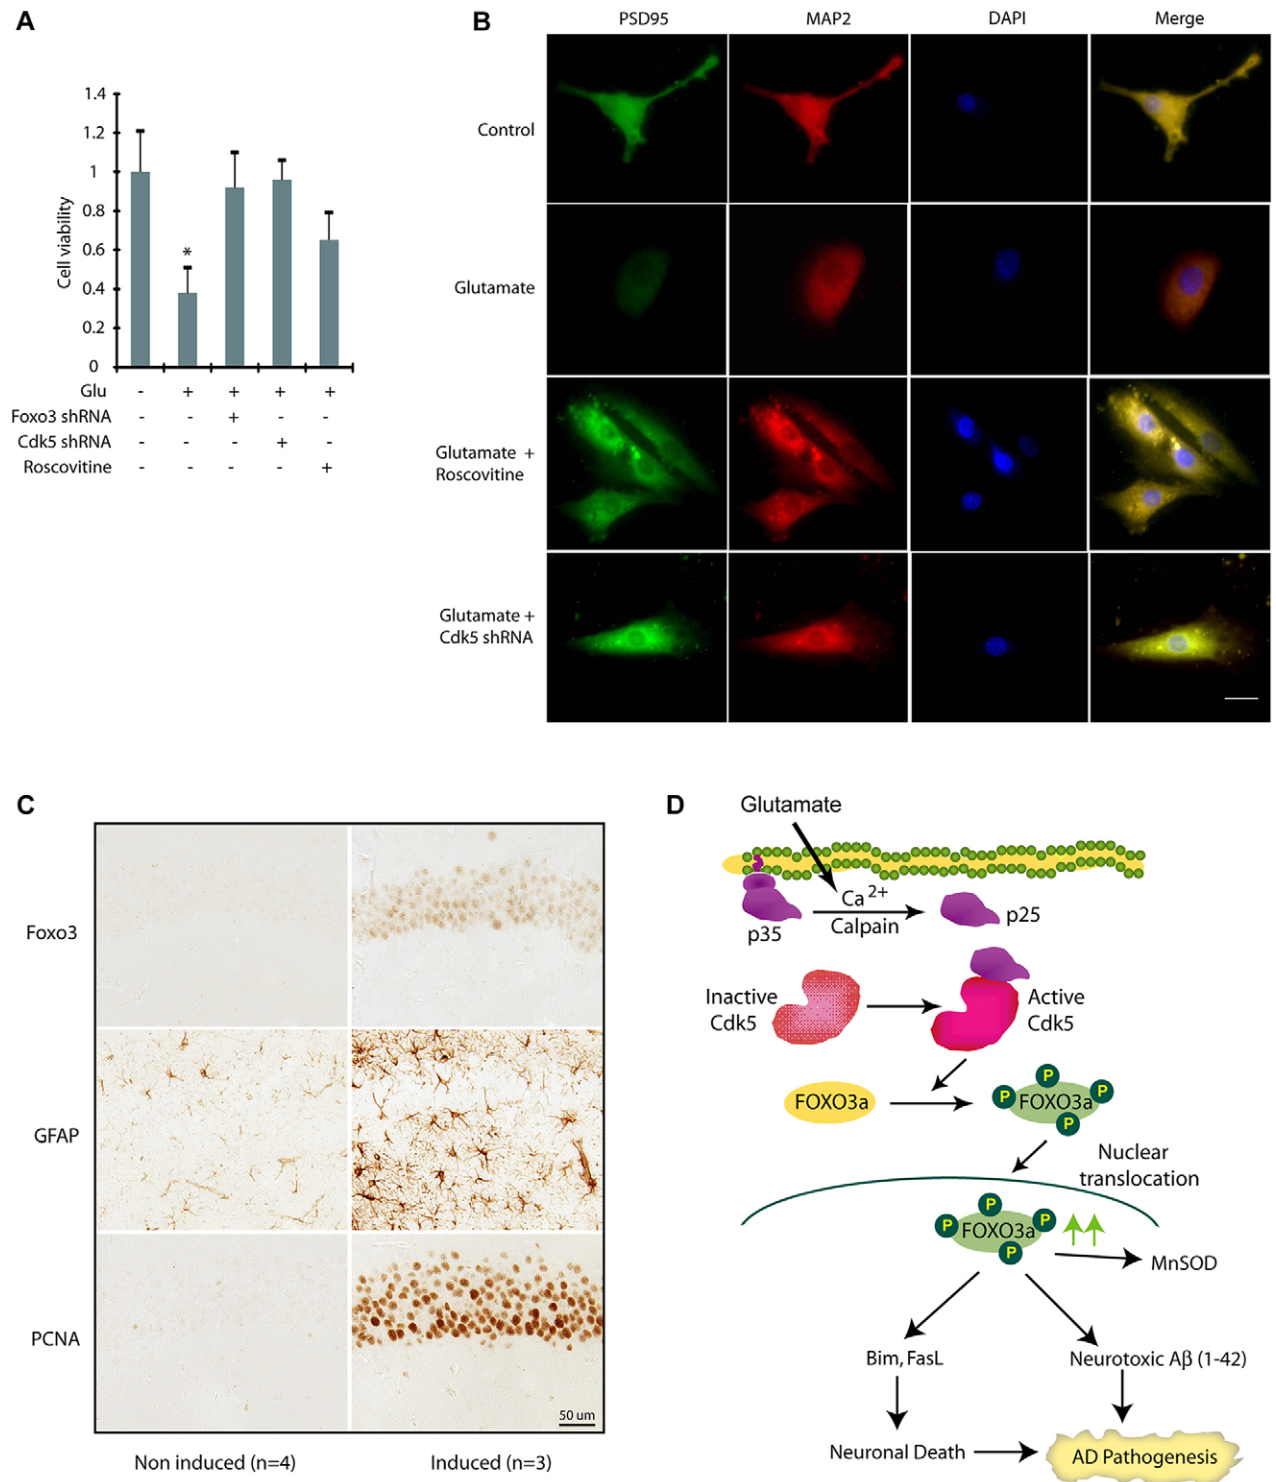 A
1.4
1.2
1
0.8
0.6
0.4
0.2
0
Cell viability
*
Glu - + + + +
Foxo3 shRNA - - + - -
Cdk5 shRNA - - - + -
Roscovitine - - - - +
B
PSD95 MAP2 DAPI Merge
Control
Glutamate
Glutamate +
Roscovitine
Glutamate +
Cdk5 shRNA
C
Foxo3
GFAP
PCNA
50 um
Non induced (n=4) Induced (n=3)
D
Glutamate
Ca2+
Calpain
p35
p25
Inactive
Cdk5
Active
Cdk5
FOXO3a
P
P
P
FOXO3a
P
Nuclear
translocation
P
P
P
FOXO3a
P
MnSOD
Bim, FasL
Neurotoxic Aβ (1-42)
Neuronal Death
AD Pathogenesis